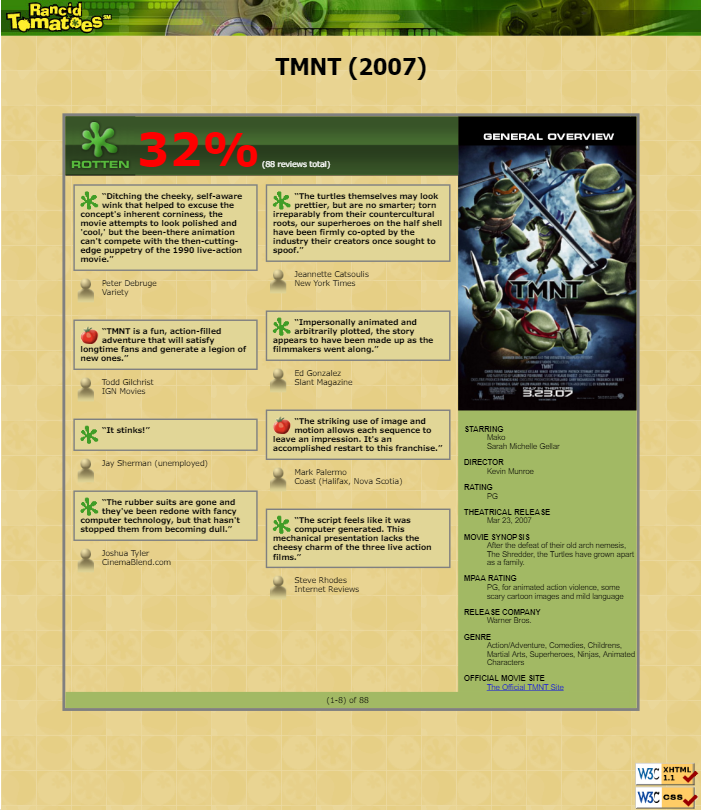 Rancid
TomatoesSM
TMNT (2007)
ROTTEN
32%
(88 reviews total)
“Ditching the cheeky, self-aware
wink that helped to excuse the
concept's inherent corniness, the
movie attempts to look polished and
'cool,' but the been-there animation
can't compete with the then-cutting-
edge puppetry of the 1990 live-action
movie.”
Peter Debruge
Variety
“TMNT is a fun, action-filled
adventure that will satisfy
longtime fans and generate a legion of
new ones.”
Todd Gilchrist
IGN Movies
“It stinks!”
Jay Sherman (unemployed)
“The rubber suits are gone and
they've been redone with fancy
computer technology, but that hasn't
stopped them from becoming dull.”
Joshua Tyler
CinemaBlend.com
“The turtles themselves may look
prettier, but are no smarter; torn
irreparably from their countercultural
roots, our superheroes on the half shell
have been firmly co-opted by the
industry their creators once sought to
spoof.”
Jeannette Catsoulis
New York Times
“Impersonally animated and
arbitrarily plotted, the story
appears to have been made up as the
filmmakers went along.”
Ed Gonzalez
Slant Magazine
“The striking use of image and
motion allows each sequence to
leave an impression. It's an
accomplished restart to this franchise.”
Mark Palermo
Coast (Halifax, Nova Scotia)
“The script feels like it was
computer generated. This
mechanical presentation lacks the
cheesy charm of the three live action
films.”
Steve Rhodes
Internet Reviews
GENERAL OVERVIEW
TMNT
3.23.07
STARRING
Mako
Sarah Michelle Gellar
DIRECTOR
Kevin Munroe
RATING
PG
THEATRICAL RELEASE
Mar 23, 2007
MOVIE SYNOPSIS
After the defeat of their old arch nemesis,
The Shredder, the Turtles have grown apart
as a family.
MPAA RATING
PG, for animated action violence, some
scary cartoon images and mild language
RELEASE COMPANY
Warner Bros.
GENRE
Action/Adventure, Comedies, Childrens,
Martial Arts, Superheroes, Ninjas, Animated
Characters
OFFICIAL MOVIE SITE
The Official TMNT Site
(1-8) of 88
W3C XHTML
1.1
W3C CSS